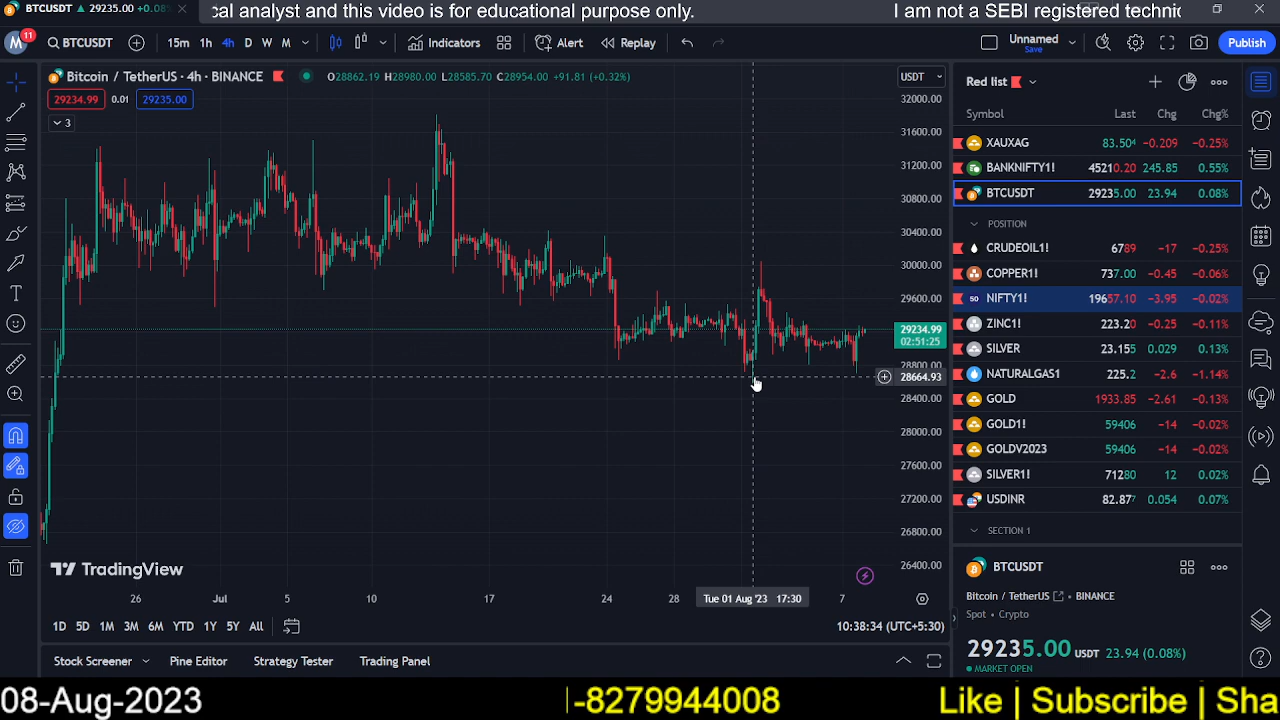 BTCUSDT ▲ 29235.00 +0.08%
cal analyst and this video is for educational purpose only.
I am not a SEBI registered technic
M 11 BTCUSDT 15m 1h 4h D W M Indicators Alert Replay Unnamed Save Publish
Bitcoin / TetherUS · 4h · BINANCE O28862.19 H28980.00 L28585.70 C28954.00 +91.81 (+0.32%)
29234.99 0.01 29235.00
3
USDT
32000.00
31600.00
31200.00
30800.00
30400.00
30000.00
29600.00
29234.99
02:51:25
28800.00
28664.93
28400.00
28000.00
27600.00
27200.00
26800.00
26400.00
TradingView
26 Jul 5 10 17 24 28 Tue 01 Aug '23 17:30 7
1D 5D 1M 3M 6M YTD 1Y 5Y All
10:38:34 (UTC+5:30)
Stock Screener Pine Editor Strategy Tester Trading Panel
Red list
Symbol Last Chg Chg%
XAUXAG 83.504 -0.209 -0.25%
BANKNIFTY1! 45210.20 245.85 0.55%
BTCUSDT 29235.00 23.94 0.08%
POSITION
CRUDEOIL1! 6789 -17 -0.25%
COPPER1! 737.00 -0.45 -0.06%
50 NIFTY1! 19657.10 -3.95 -0.02%
ZINC1! 223.20 -0.25 -0.11%
SILVER 23.155 0.029 0.13%
NATURALGAS1 225.2 -2.6 -1.14%
GOLD 1933.85 -2.61 -0.13%
GOLD1! 59406 -14 -0.02%
GOLDV2023 59406 -14 -0.02%
SILVER1! 71280 12 0.02%
USDINR 82.877 0.054 0.07%
SECTION 1
BTCUSDT
Bitcoin / TetherUS • BINANCE
Spot • Crypto
29235.00 USDT 23.94 (0.08%)
MARKET OPEN
08-Aug-2023
-8279944008
Like | Subscribe | Sha